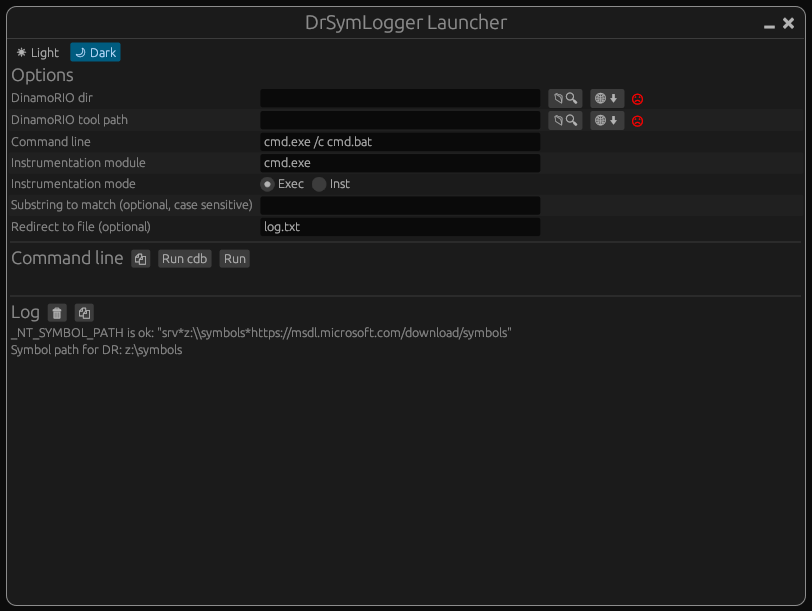 DrSymLogger Launcher
Light Dark
Options
DinamoRIO dir
DinamoRIO tool path
Command line cmd.exe /c cmd.bat
Instrumentation module cmd.exe
Instrumentation mode Exec Inst
Substring to match (optional, case sensitive)
Redirect to file (optional) log.txt
Command line Run cdb Run
Log
_NT_SYMBOL_PATH is ok: "srv*z:\\symbols*https://msdl.microsoft.com/download/symbols"
Symbol path for DR: z:\symbols